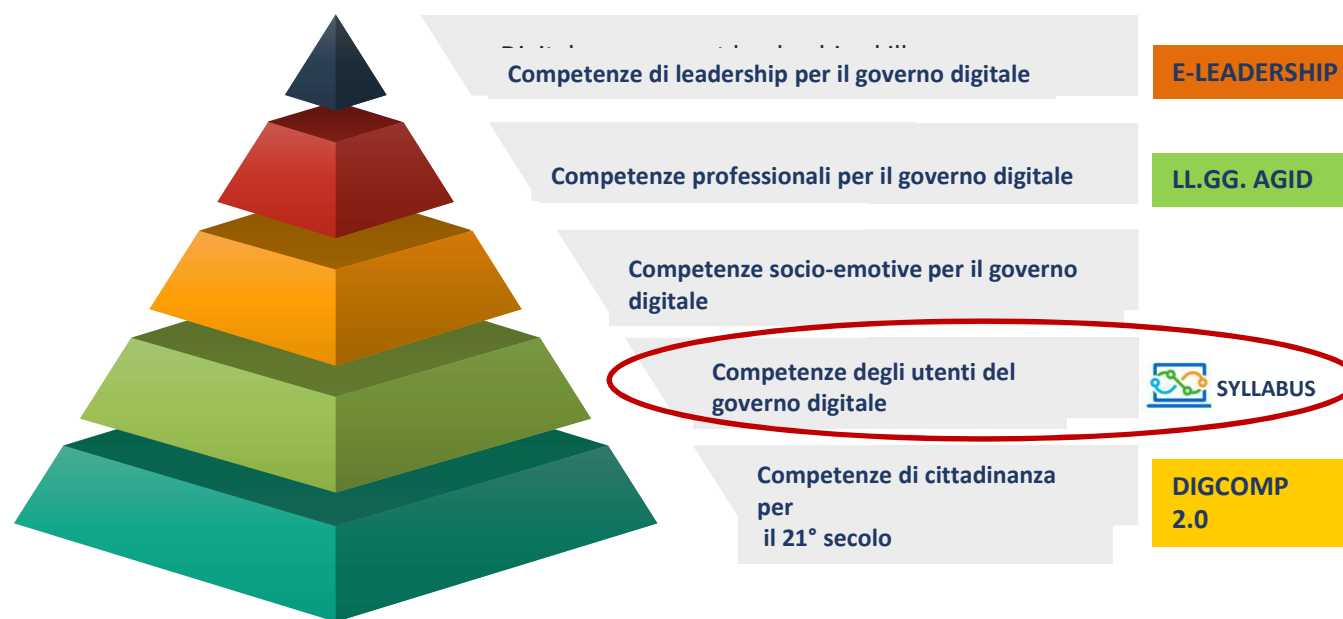 Competenze di leadership per il governo digitale
E-LEADERSHIP
Competenze professionali per il governo digitale
LL.GG. AGID
Competenze socio-emotive per il governo
digitale
Competenze degli utenti del
governo digitale
SYLLABUS
Competenze di cittadinanza
per
il 21° secolo
DIGCOMP
2.0